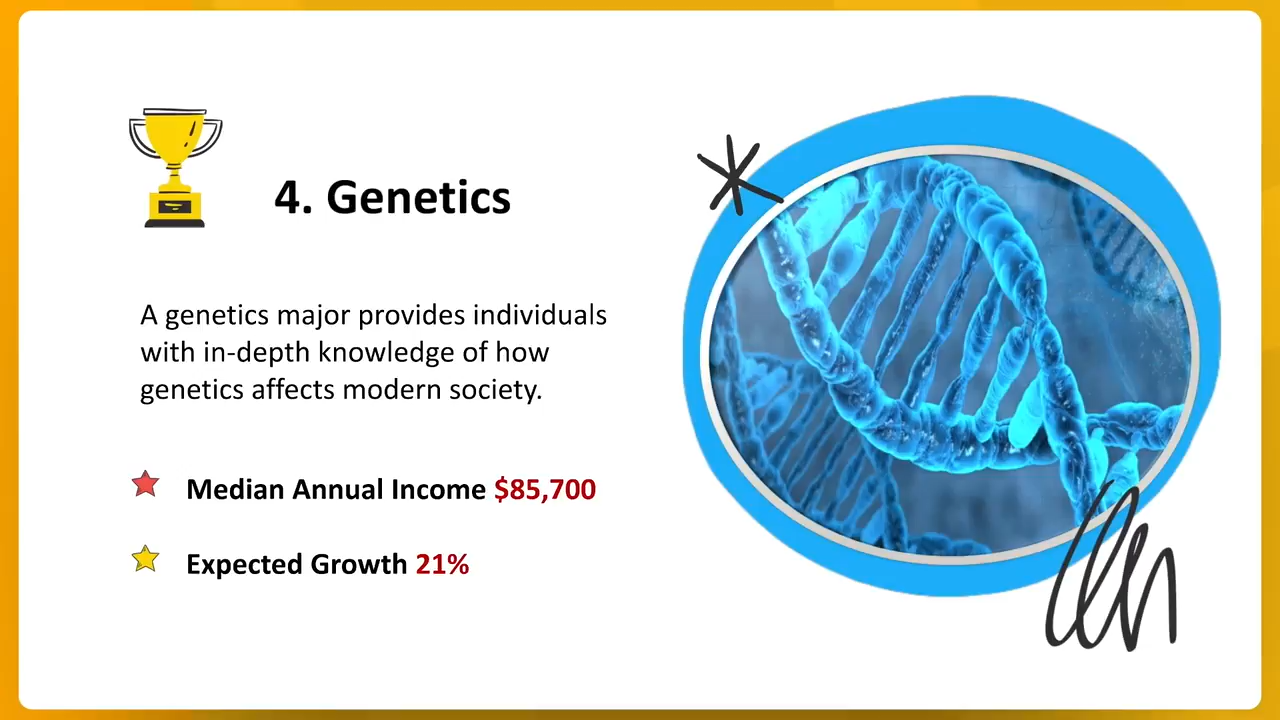 4. Genetics
A genetics major provides individuals
with in-depth knowledge of how
genetics affects modern society.
Median Annual Income $85,700
Expected Growth 21%